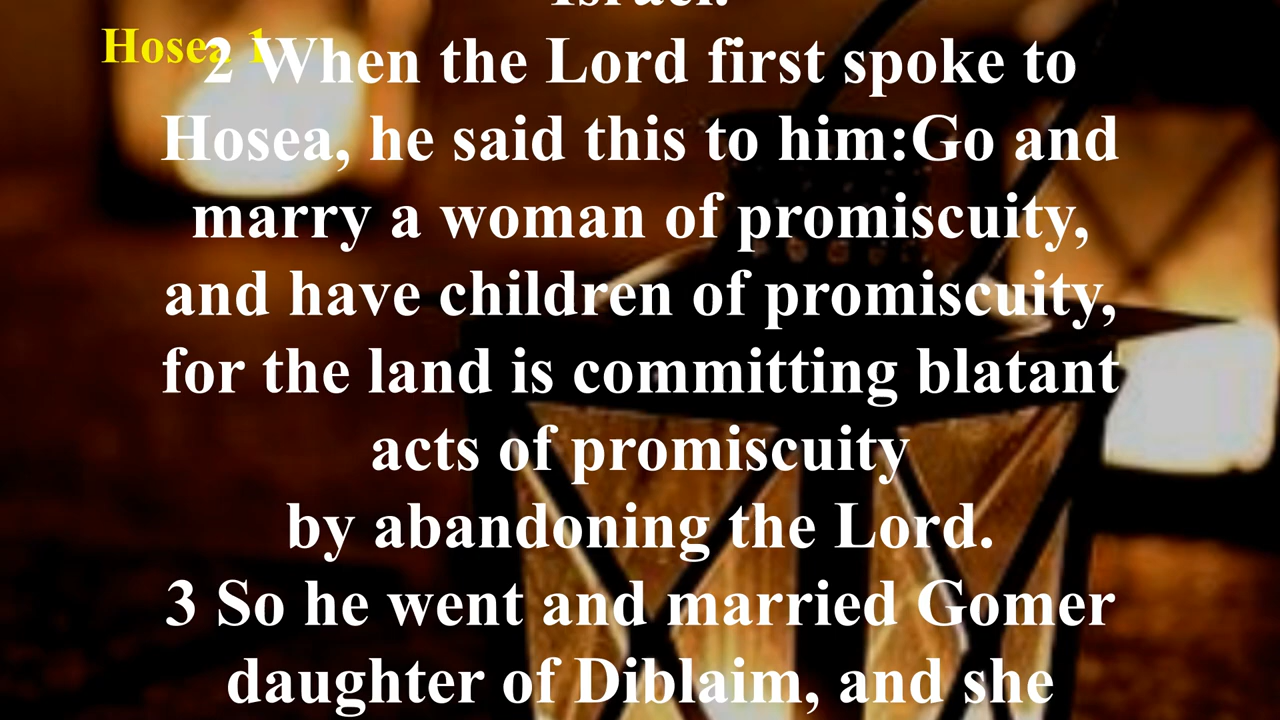 Israel.
Hosea 1
2 When the Lord first spoke to
Hosea, he said this to him:Go and
marry a woman of promiscuity,
and have children of promiscuity,
for the land is committing blatant
acts of promiscuity
by abandoning the Lord.
3 So he went and married Gomer
daughter of Diblaim, and she